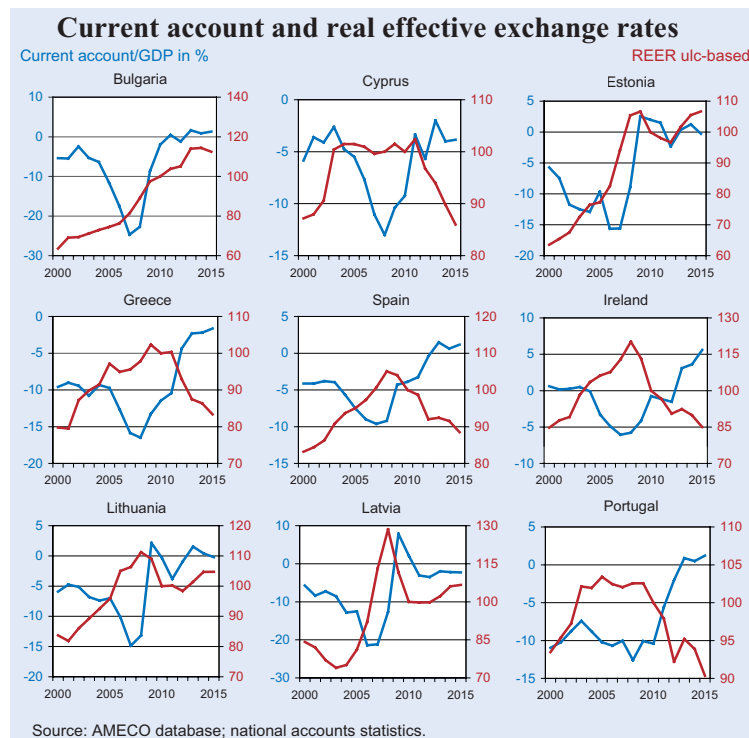 Current account and real effective exchange rates
Current account/GDP in % REER ulc-based
Bulgaria Cyprus Estonia
10 140 0 110 5 110
0 120 -5 100 0 100
-10 100 -10 90 -5 90
-20 80 -15 80 -10 80
-30 60 -15 70
-20 60
2000 2005 2010 2015 2000 2005 2010 2015 2000 2005 2010 2015
Greece Spain Ireland
0 110 5 120 10 130
-5 100 0 110 5 115
-10 90 -5 100 0 100
-15 80 -10 90 -5 85
-20 70 -15 80 -10 70
2000 2005 2010 2015 2000 2005 2010 2015 2000 2005 2010 2015
Lithuania Latvia Portugal
5 120 10 130 5 110
0 110 0 115 0 105
-5 100 -10 100 -5 100
-10 90 -20 85 -10 95
-15 80 -30 70 -15 90
-20 70
2000 2005 2010 2015 2000 2005 2010 2015 2000 2005 2010 2015
Source: AMECO database; national accounts statistics.